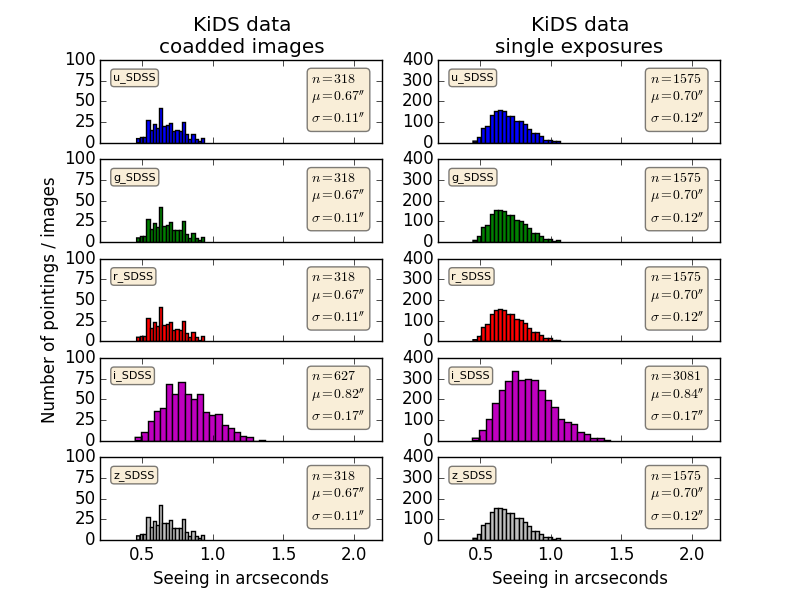 KiDS data
coadded images
KiDS data
single exposures
Number of pointings / images
100
75
50
25
0
u_SDSS
n = 318
μ = 0.67″
σ = 0.11″
400
300
200
100
0
u_SDSS
n = 1575
μ = 0.70″
σ = 0.12″
100
75
50
25
0
g_SDSS
n = 318
μ = 0.67″
σ = 0.11″
400
300
200
100
0
g_SDSS
n = 1575
μ = 0.70″
σ = 0.12″
100
75
50
25
0
r_SDSS
n = 318
μ = 0.67″
σ = 0.11″
400
300
200
100
0
r_SDSS
n = 1575
μ = 0.70″
σ = 0.12″
100
75
50
25
0
i_SDSS
n = 627
μ = 0.82″
σ = 0.17″
400
300
200
100
0
i_SDSS
n = 3081
μ = 0.84″
σ = 0.17″
100
75
50
25
0
z_SDSS
n = 318
μ = 0.67″
σ = 0.11″
400
300
200
100
0
z_SDSS
n = 1575
μ = 0.70″
σ = 0.12″
0.5 1.0 1.5 2.0
0.5 1.0 1.5 2.0
Seeing in arcseconds
Seeing in arcseconds